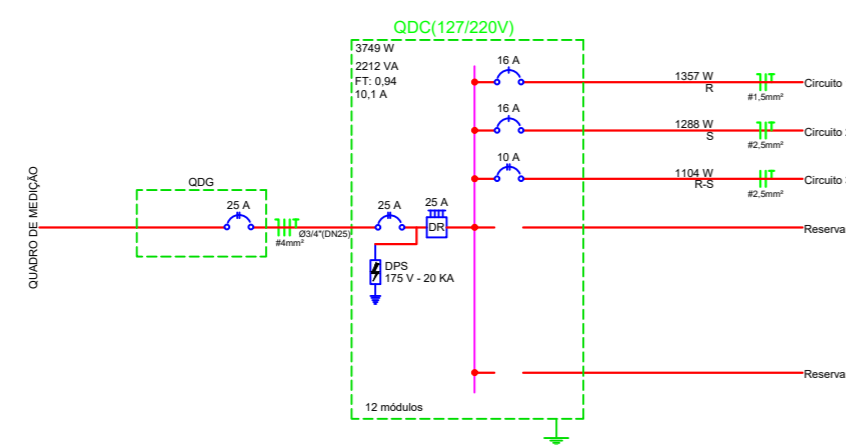 QDC(127/220V)
3749 W
2212 VA
FT: 0,94
10,1 A
16 A
1357 W
R
#1,5mm²
Circuito
16 A
1288 W
S
#2,5mm²
Circuito
10 A
1104 W
R-S
#2,5mm²
Circuito
QUADRO DE MEDIÇÃO
QDG
25 A
#4mm²
Ø3/4"(DN25)
25 A
25 A
DR
Reserva
DPS
175 V - 20 KA
Reserva
12 módulos